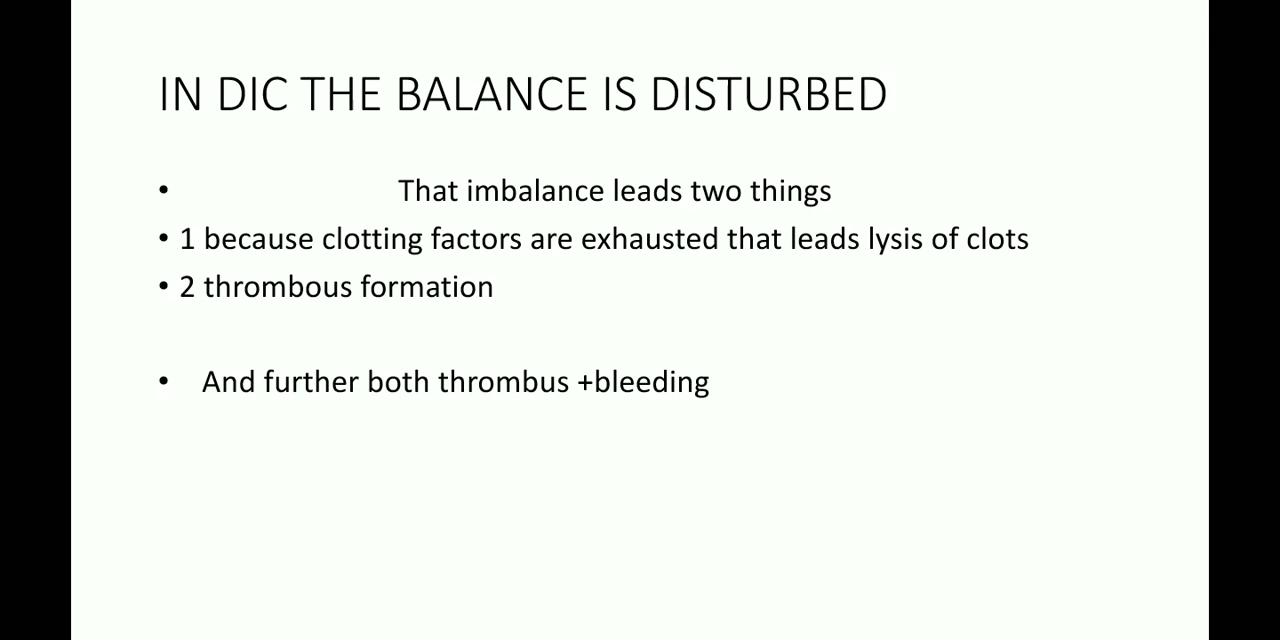 IN DIC THE BALANCE IS DISTURBED
• That imbalance leads two things
• 1 because clotting factors are exhausted that leads lysis of clots
• 2 thrombous formation
• And further both thrombus +bleeding